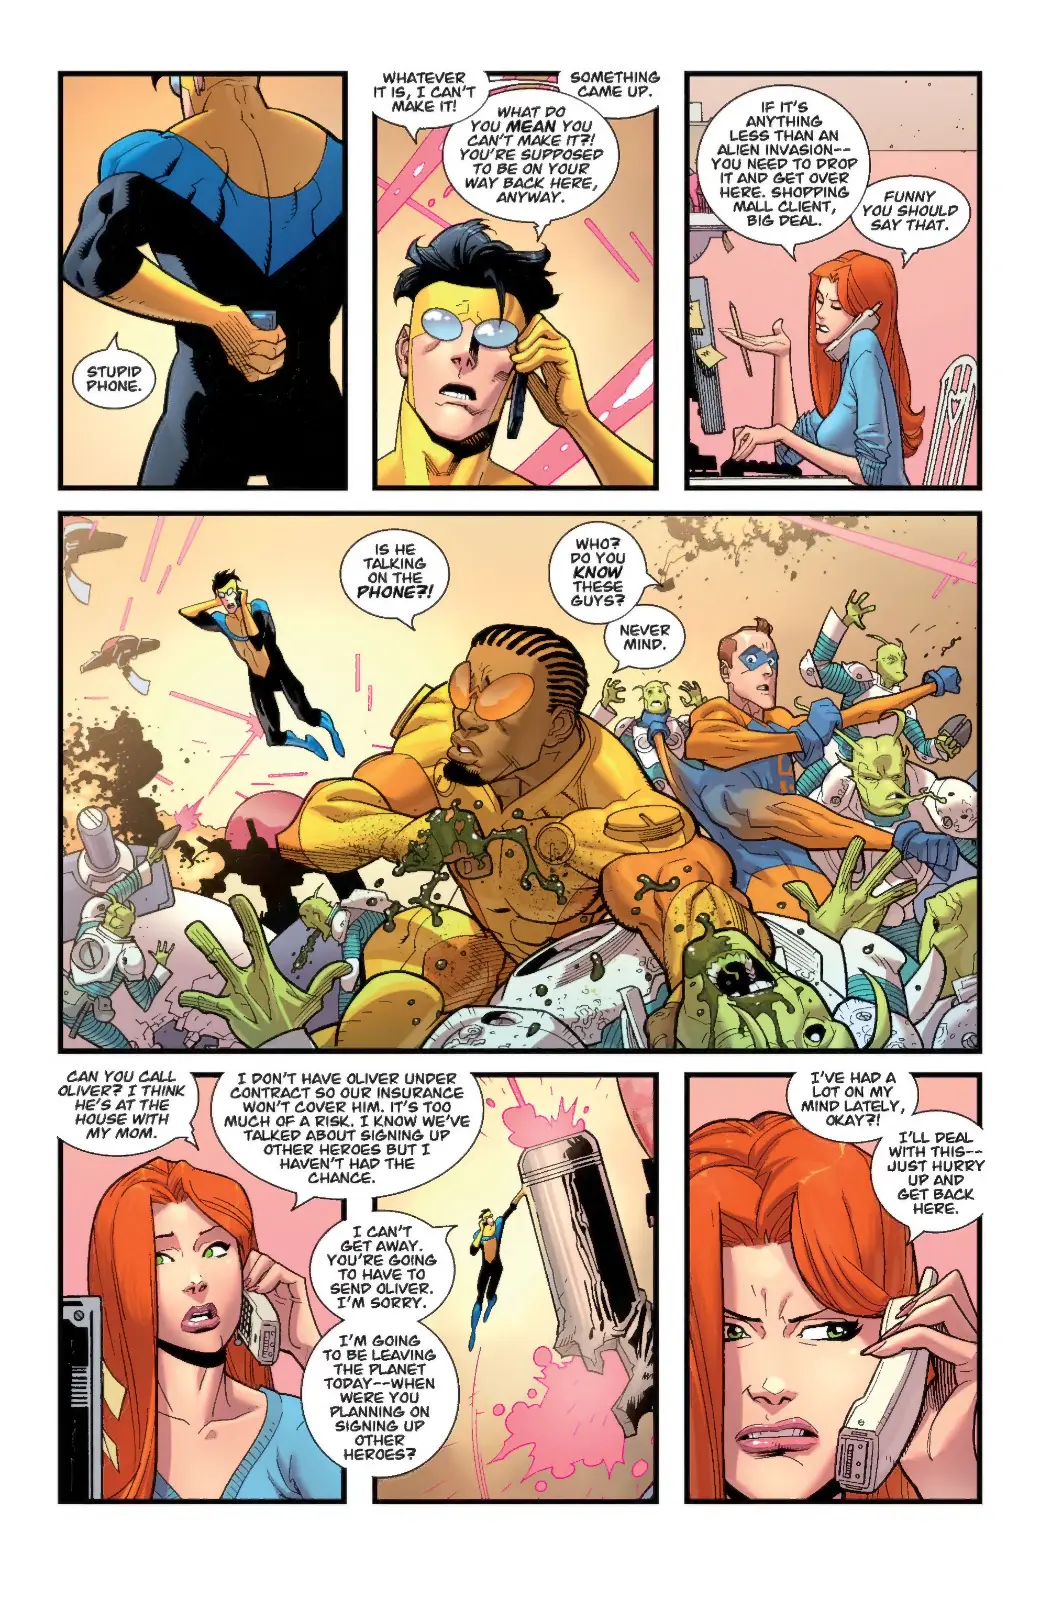 STUPID
PHONE.
WHATEVER
IT IS, I CAN'T
MAKE IT!
SOMETHING
CAME UP.
WHAT DO
YOU MEAN YOU
CAN'T MAKE IT?!
YOU'RE SUPPOSED
TO BE ON YOUR
WAY BACK HERE,
ANYWAY.
IF IT'S
ANYTHING
LESS THAN AN
ALIEN INVASION--
YOU NEED TO DROP
IT AND GET OVER
HERE. SHOPPING
MALL CLIENT,
BIG DEAL.
FUNNY
YOU SHOULD
SAY THAT.
IS HE
TALKING
ON THE
PHONE?!
WHO?
DO YOU
KNOW
THESE
GUYS?
NEVER
MIND.
CAN YOU CALL
OLIVER? I THINK
HE'S AT THE
HOUSE WITH
MY MOM.
I DON'T HAVE OLIVER UNDER
CONTRACT SO OUR INSURANCE
WON'T COVER HIM. IT'S TOO
MUCH OF A RISK. I KNOW WE'VE
TALKED ABOUT SIGNING UP
OTHER HEROES BUT I
HAVEN'T HAD THE
CHANCE.
I CAN'T
GET AWAY.
YOU'RE GOING
TO HAVE TO
SEND OLIVER.
I'M SORRY.
I'M GOING
TO BE LEAVING
THE PLANET
TODAY--WHEN
WERE YOU
PLANNING ON
SIGNING UP
OTHER
HEROES?
I'VE HAD A
LOT ON MY
MIND LATELY,
OKAY?!
I'LL DEAL
WITH THIS--
JUST HURRY
UP AND
GET BACK
HERE.